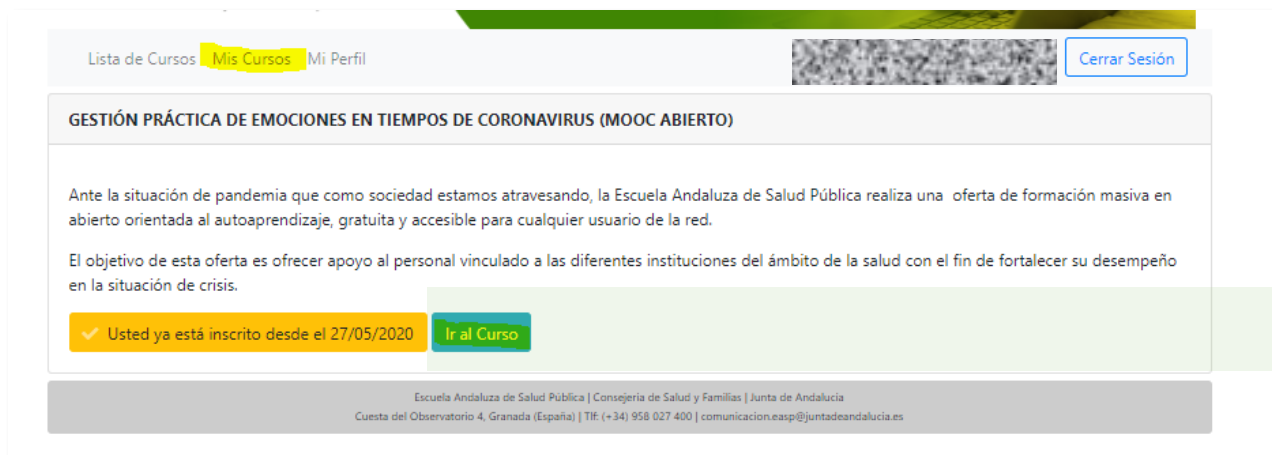 Lista de Cursos Mis Cursos Mi Perfil Cerrar Sesión
GESTIÓN PRÁCTICA DE EMOCIONES EN TIEMPOS DE CORONAVIRUS (MOOC ABIERTO)
Ante la situación de pandemia que como sociedad estamos atravesando, la Escuela Andaluza de Salud Pública realiza una oferta de formación masiva en
abierto orientada al autoaprendizaje, gratuita y accesible para cualquier usuario de la red.
El objetivo de esta oferta es ofrecer apoyo al personal vinculado a las diferentes instituciones del ámbito de la salud con el fin de fortalecer su desempeño
en la situación de crisis.
Usted ya está inscrito desde el 27/05/2020 Ir al Curso
Escuela Andaluza de Salud Pública | Consejeria de Salud y Familias | Junta de Andalucia
Cuesta del Observatorio 4, Granada (España) | Tlf: (+34) 958 027 400 | comunicacion.easp@juntadeandalucia.es